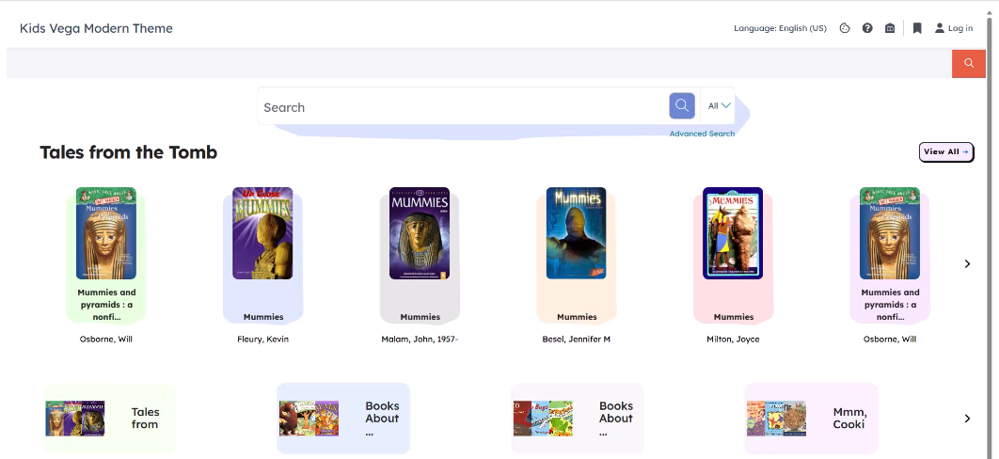 Kids Vega Modern Theme
Language: English (US)
Log in
Search
All
Advanced Search
Tales from the Tomb
View All →
Mummies
Pyramids
UP CLOSE
MUMMIES
MUMMIES
Mummies
MUMMIES
Mummies
Pyramids
Mummies and
pyramids : a
nonfi...
Mummies
Mummies
Mummies
Mummies
Mummies and
pyramids : a
nonfi...
Osborne, Will
Fleury, Kevin
Malam, John, 1957-
Besel, Jennifer M
Milton, Joyce
Osborne, Will
Tales
from
Books
About
...
Books
About
...
Mmm,
Cooki